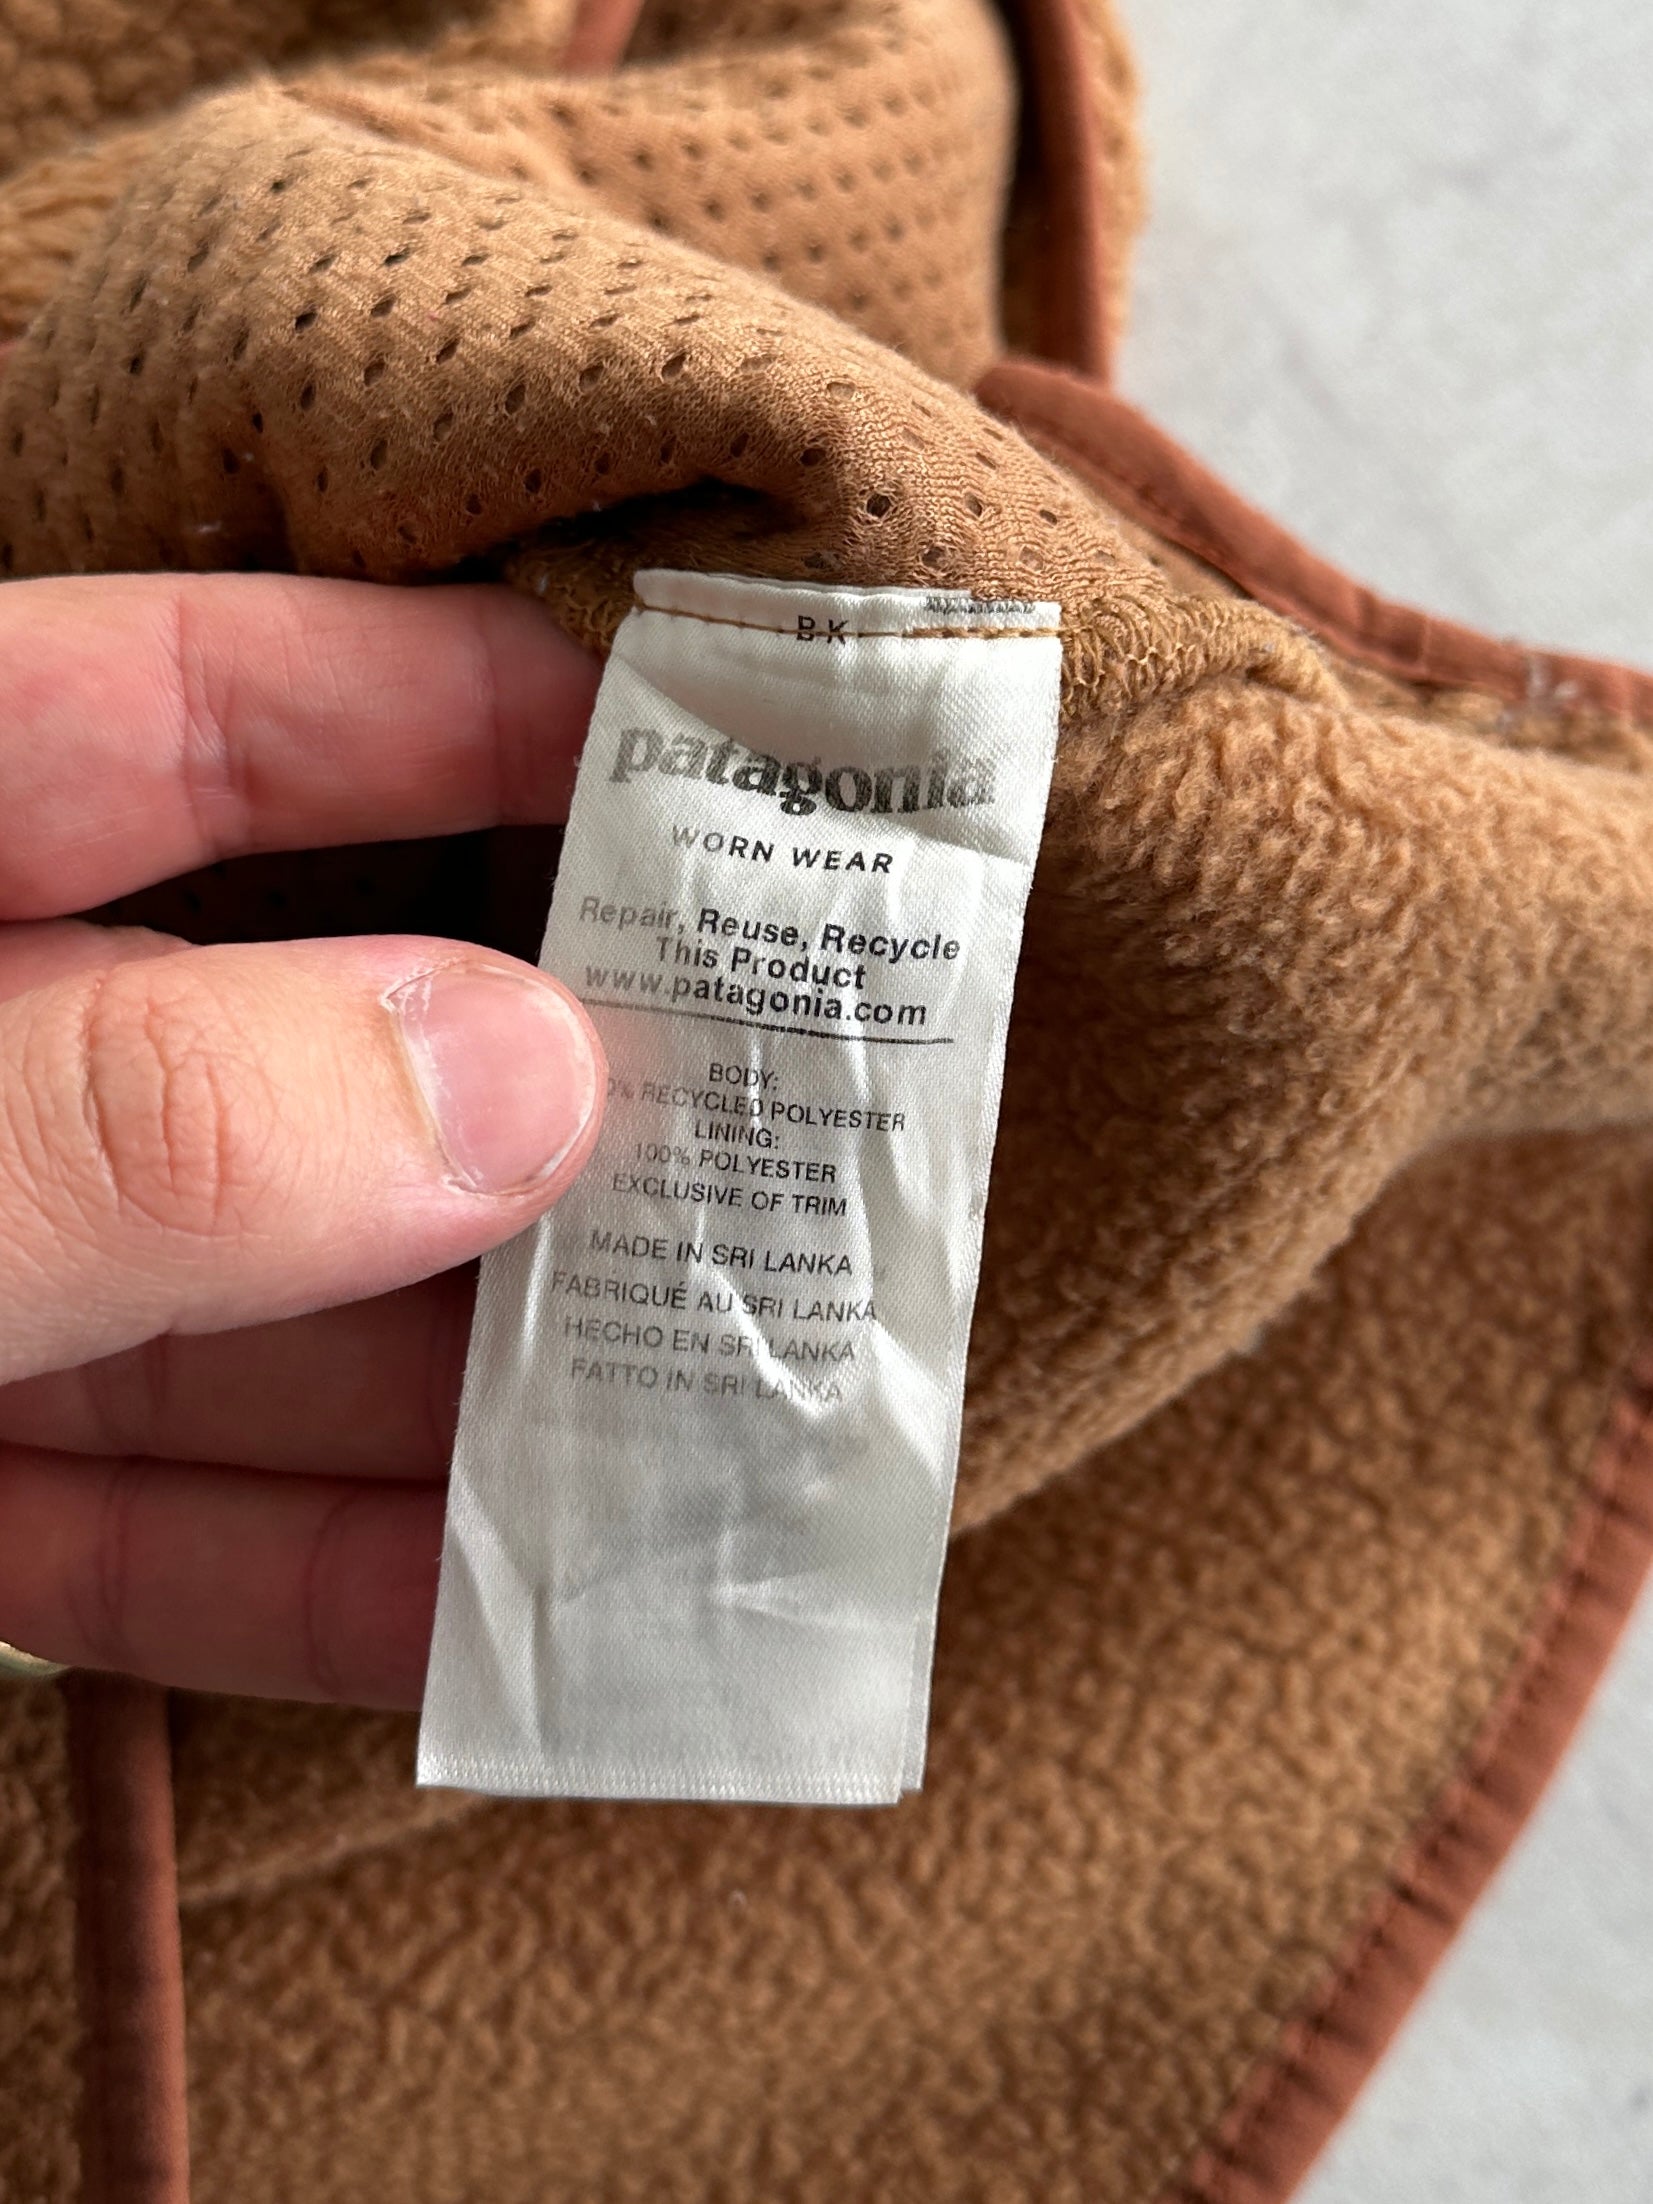 BK
patagonia
WORN WEAR
Repair, Reuse, Recycle
This Product
www.patagonia.com
BODY:
% RECYCLED POLYESTER
LINING:
100% POLYESTER
EXCLUSIVE OF TRIM
MADE IN SRI LANKA
FABRIQUÉ AU SRI LANKA
HECHO EN SRI LANKA
FATTO IN SRI LANKA